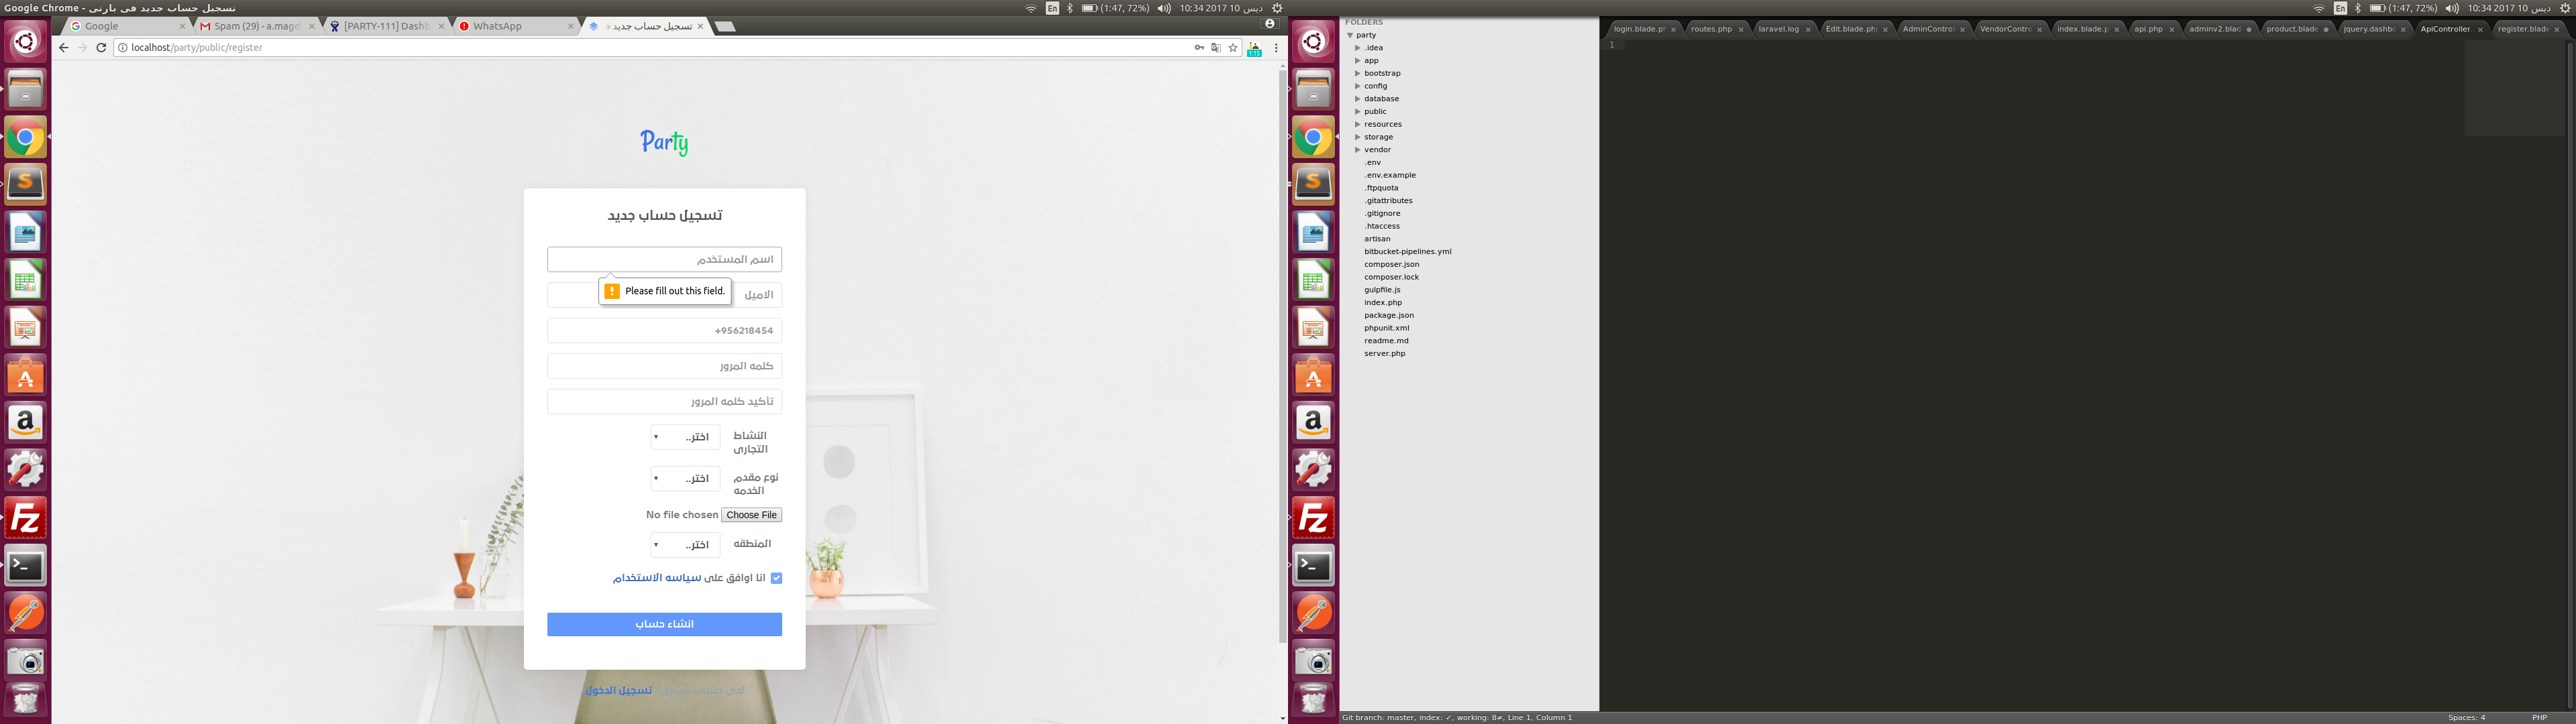 Google Chrome - تسجيل حساب جديد فى بارتى
En (1:47, 72%) 10:34 2017 ديس 10
Google
Spam (29) - a.magd
[PARTY-111] Dashb
WhatsApp
تسجيل حساب جديد ف
localhost/party/public/register
1:15
Party
تسجيل حساب جديد
اسم المستخدم
Please fill out this field.
الاميل
+956218454
كلمه المرور
تأكيد كلمه المرور
النشاط التجارى
اختر..
نوع مقدم الخدمه
اختر..
Choose File No file chosen
المنطقه
اختر..
انا اوافق على سياسه الاستخدام
انشاء حساب
تسجيل الدخول
En (1:47, 72%) 10:34 2017 ديس 10
FOLDERS
party
.idea
app
bootstrap
config
database
public
resources
storage
vendor
.env
.env.example
.ftpquota
.gitattributes
.gitignore
.htaccess
artisan
bitbucket-pipelines.yml
composer.json
composer.lock
gulpfile.js
index.php
package.json
phpunit.xml
readme.md
server.php
login.blade.pl
routes.php
laravel.log
Edit.blade.ph
AdminContro
VendorContro
index.blade.p
api.php
adminv2.blad
product.blade
jquery.dashbo
ApiController.
register.blade
1
Git branch: master, index: ✓, working: 8≠, Line 1, Column 1
Spaces: 4
PHP